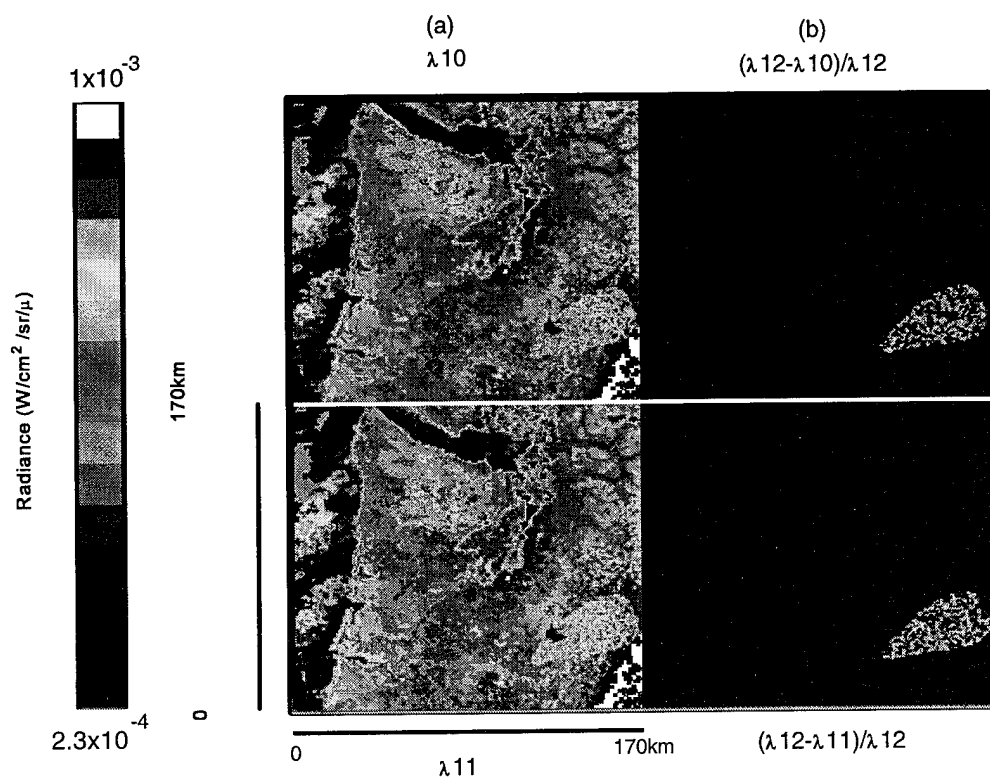 (a)
λ10
(b)
(λ12-λ10)/λ12
1x10^-3
Radiance (W/cm² /sr/μ)
2.3x10^-4
170km
0
0
170km
λ11
(λ12-λ11)/λ12